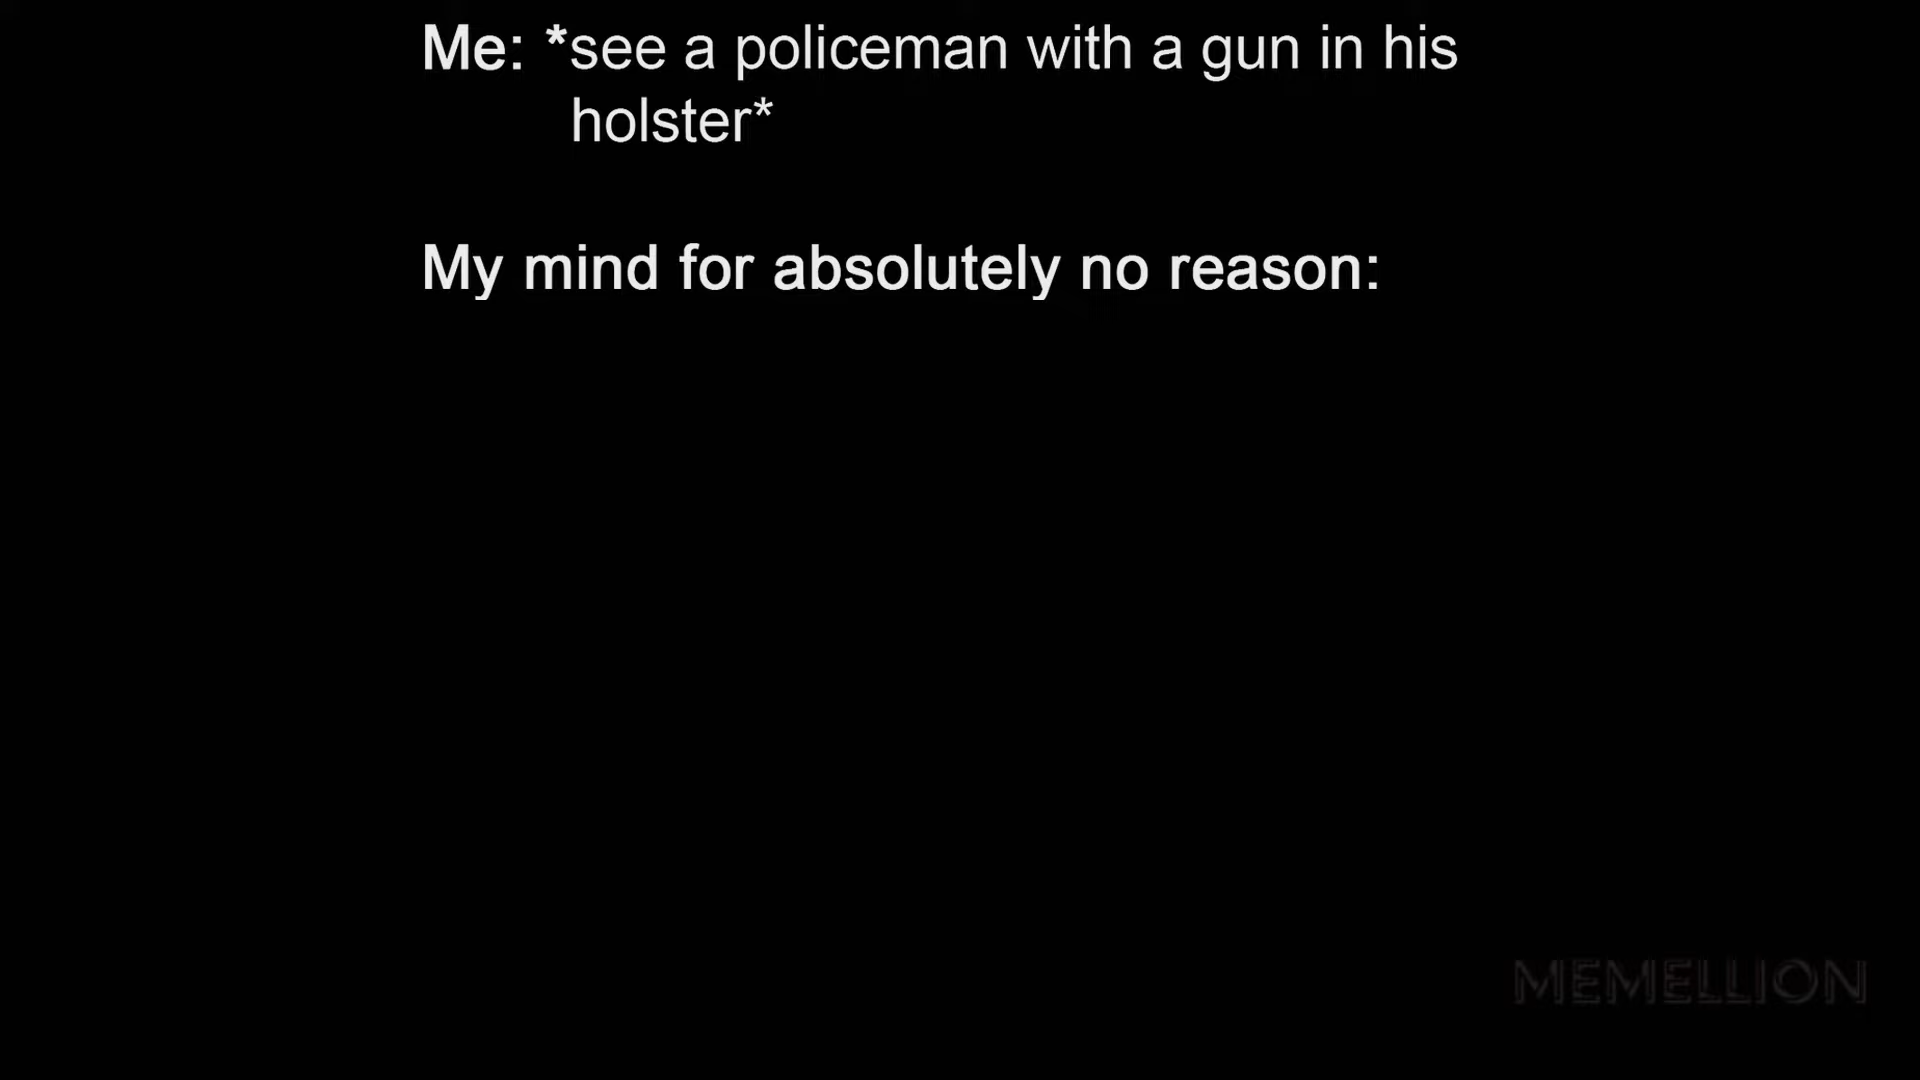 Me: *see a policeman with a gun in his
holster*
My mind for absolutely no reason:
MEMELLION